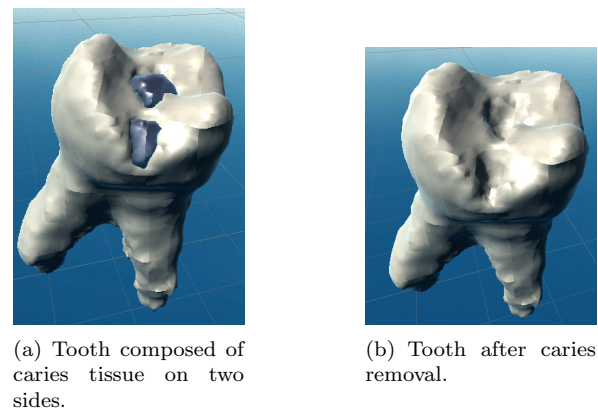 (a) Tooth composed of
caries tissue on two
sides.
(b) Tooth after caries
removal.